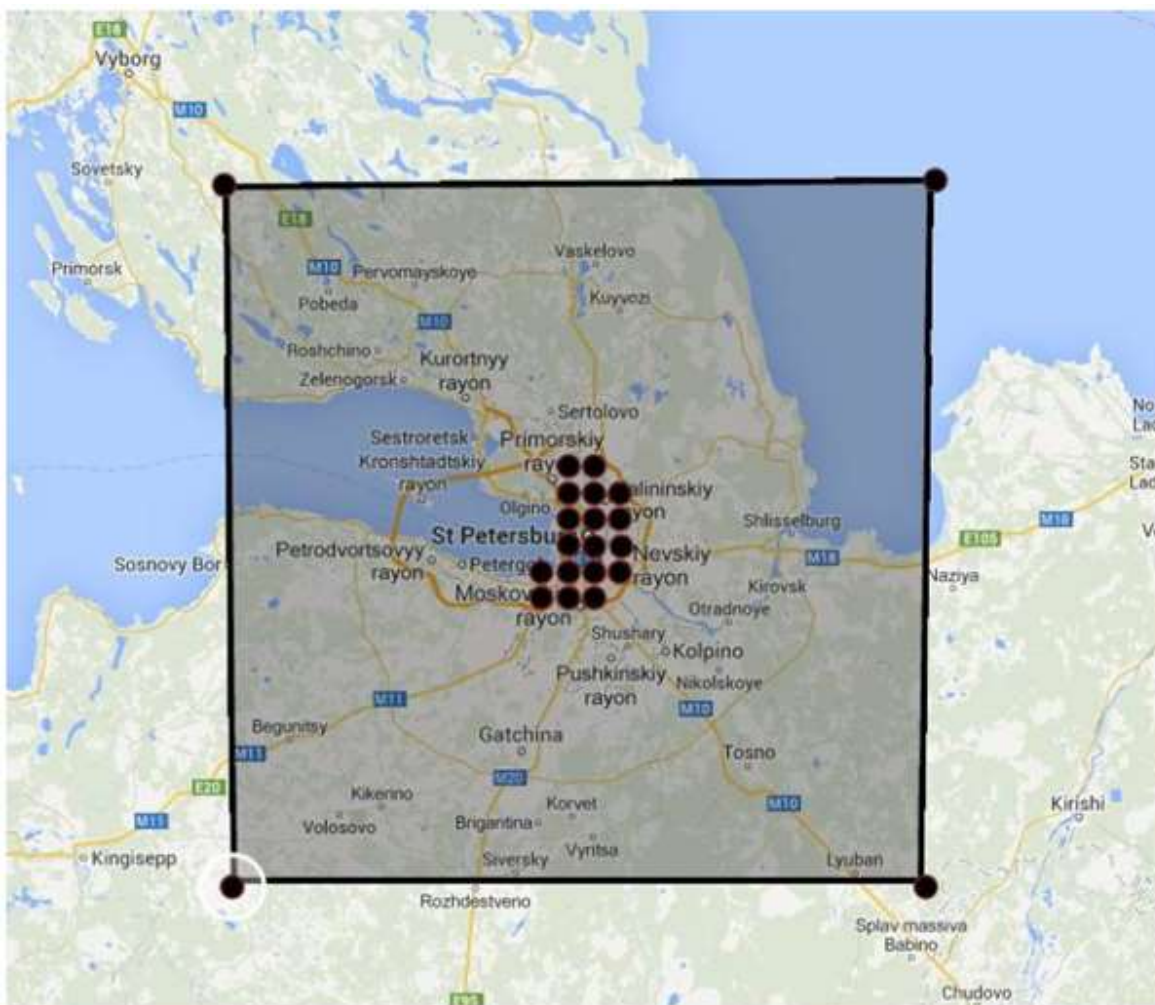 E18
Vyborg
M10
Sovetsky
E18
Vaskelovo
Primorsk
M10
Pervomayskoye
Pobeda
Kuyvozi
M10
Roshchino
Kurortnyy
rayon
Zelenogorsk
Sertolovo
Sestroretsk
Primorskiy
Kronshtadtskiy
rayon
Olgino
Shlisselburg
M18
E105
St Petersbu
Petrodvortsovyy
rayon
Nevskiy
rayon
M18
Sosnovy Bor
Kirovsk
Naziya
rayon
Otradnoye
Shushary
Kolpino
Pushkinskiy
rayon
Nikolskoye
M11
M10
Begunitsy
M11
Gatchina
Tosno
M20
E20
Kikerino
Korvet
M10
Kirishi
M11
Volosovo
Brigantina
Vyritsa
Kingisepp
Siversky
Lyuban
Rozhdestveno
Splav massiva
Babino
Chudovo
E95